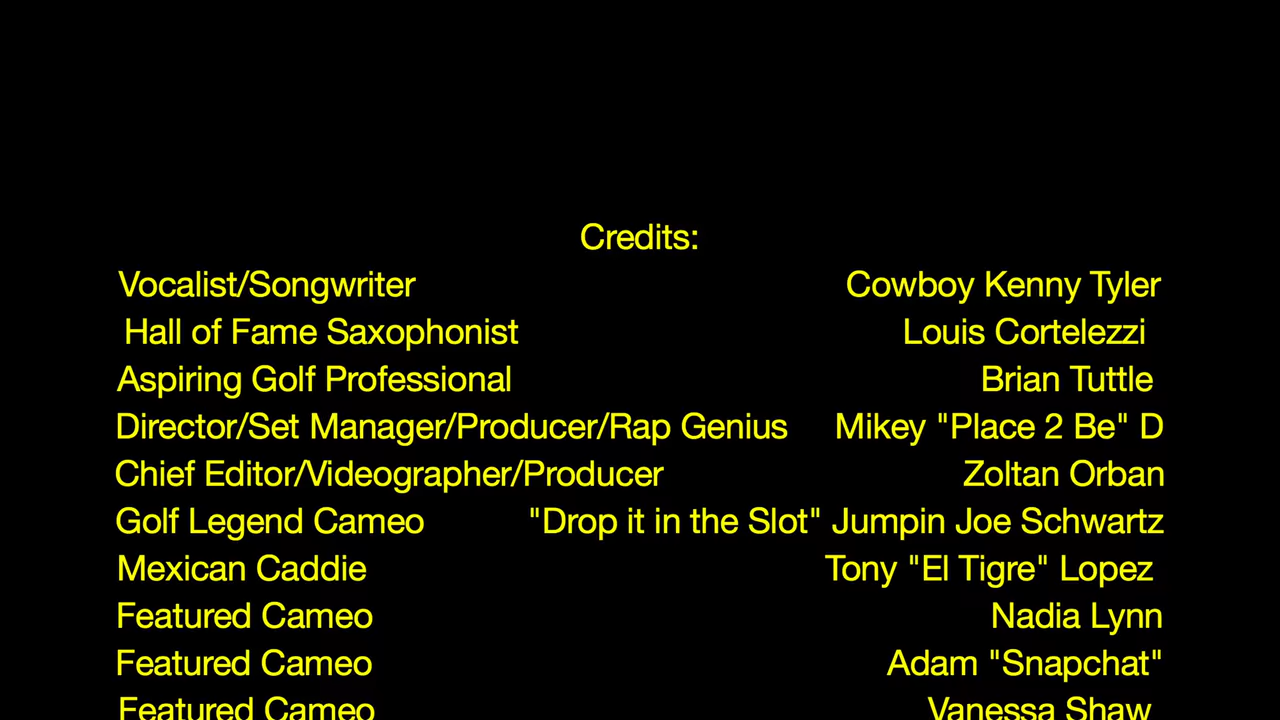 Credits:
Vocalist/Songwriter Cowboy Kenny Tyler
Hall of Fame Saxophonist Louis Cortelezzi
Aspiring Golf Professional Brian Tuttle
Director/Set Manager/Producer/Rap Genius Mikey "Place 2 Be" D
Chief Editor/Videographer/Producer Zoltan Orban
Golf Legend Cameo "Drop it in the Slot" Jumpin Joe Schwartz
Mexican Caddie Tony "El Tigre" Lopez
Featured Cameo Nadia Lynn
Featured Cameo Adam "Snapchat"
Featured Cameo Vanessa Shaw